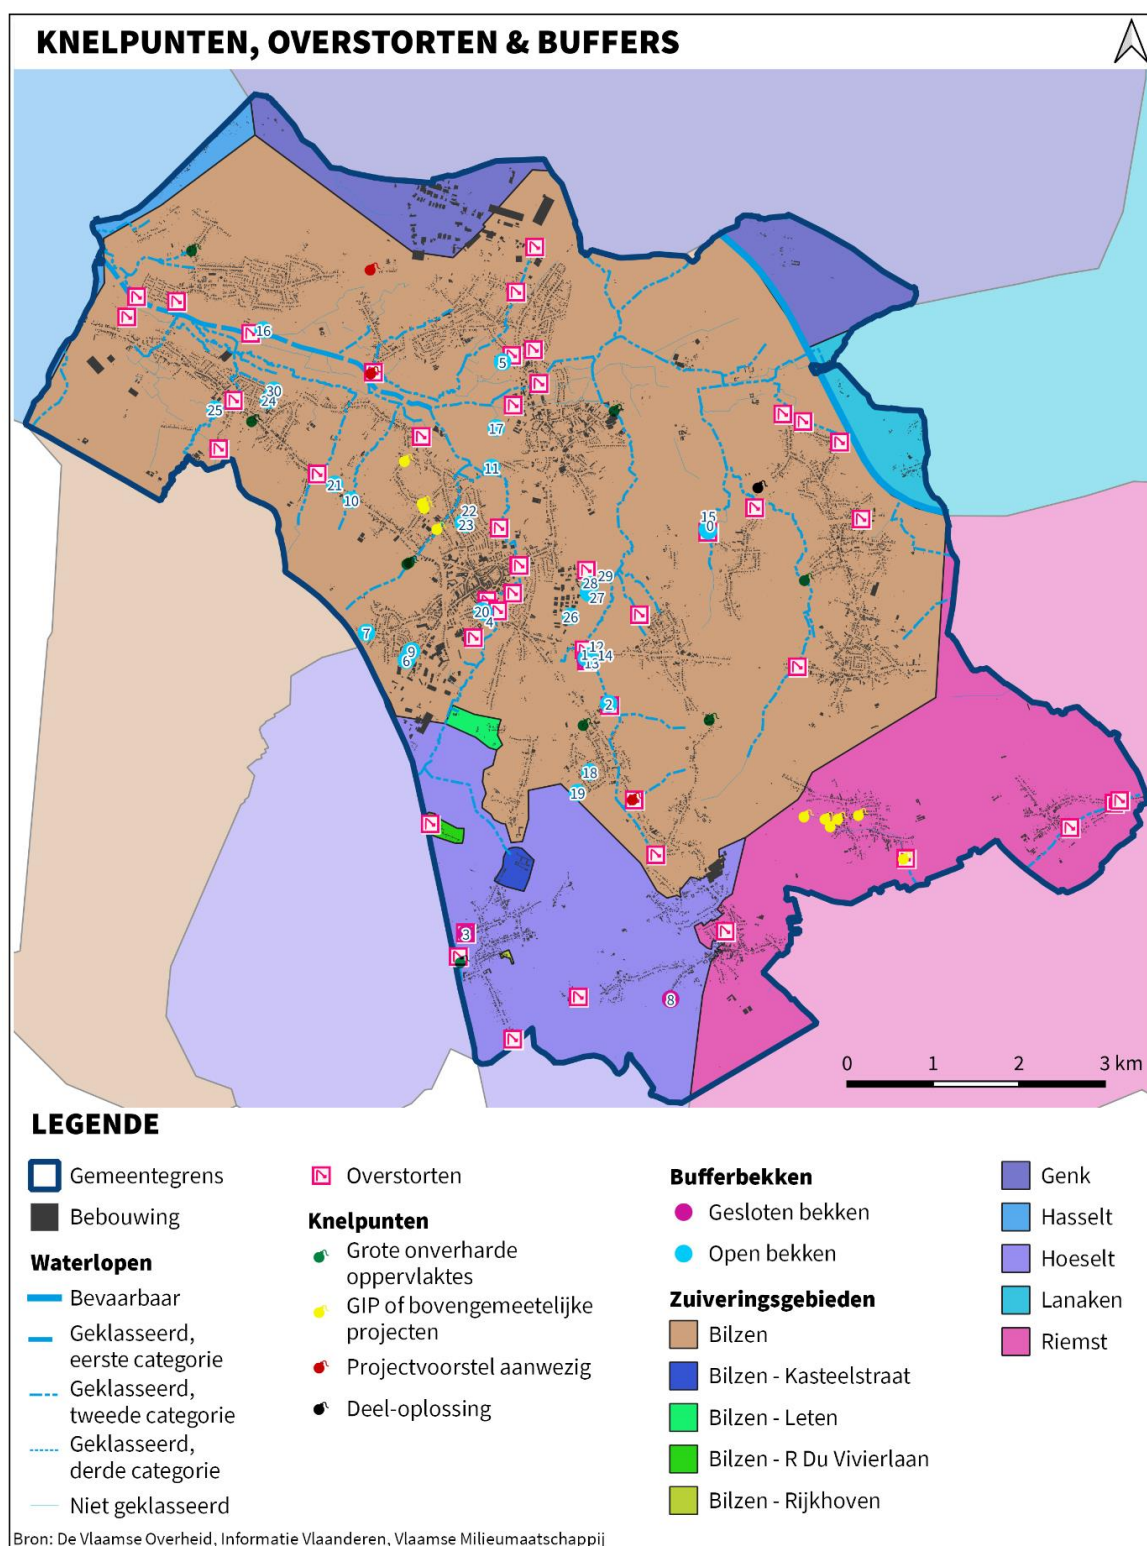 KNELPUNTEN, OVERSTORTEN & BUFFERS
16
5
30
24
25
17
11
21
10
22
23
15
0
29
28
27
20
4
26
7
9
6
12
1
14
13
2
18
19
3
8
0 1 2 3 km
LEGENDE
Gemeentegrens
Bebouwing
Waterlopen
Bevaarbaar
Geklasseerd,
eerste categorie
Geklasseerd,
tweede categorie
Geklasseerd,
derde categorie
Niet geklasseerd
Overstorten
Knelpunten
Grote onverharde
oppervlaktes
GIP of bovengemeetelijke
projecten
Projectvoorstel aanwezig
Deel-oplossing
Bufferbekken
Gesloten bekken
Open bekken
Zuiveringsgebieden
Bilzen
Bilzen - Kasteelstraat
Bilzen - Leten
Bilzen - R Du Vivierlaan
Bilzen - Rijkhoven
Genk
Hasselt
Hoeselt
Lanaken
Riemst
Bron: De Vlaamse Overheid, Informatie Vlaanderen, Vlaamse Milieumaatschappij